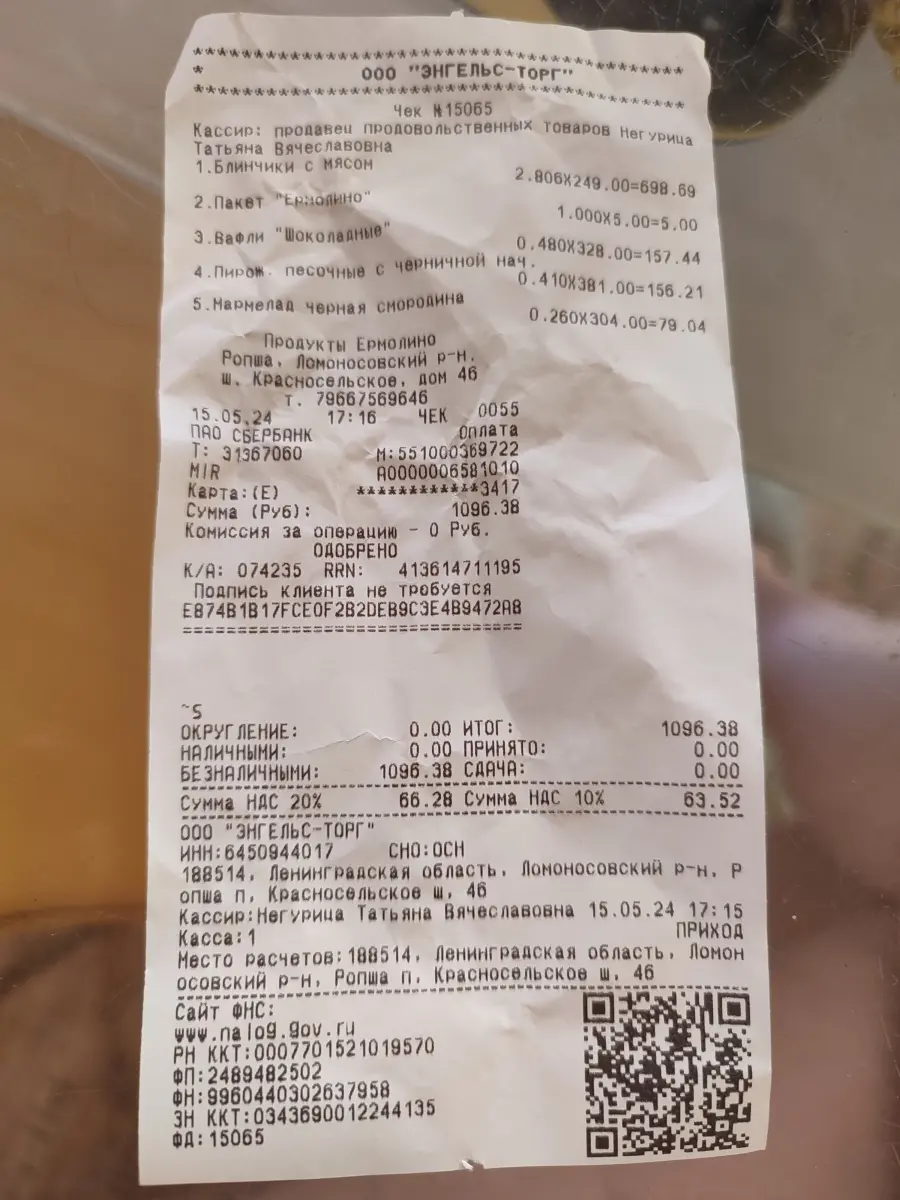 ************************************************
* ООО "ЭНГЕЛЬС-ТОРГ"
************************************************
Чек №15065
Кассир: продавец продовольственных товаров Негурица
Татьяна Вячеславовна
1.Блинчики с мясом
2.806X249.00=698.69
2.Пакет "Ермолино"
1.000X5.00=5.00
3.Вафли "Шоколадные"
0.480X328.00=157.44
4.Пирож. песочные с черничной нач.
0.410X381.00=156.21
5.Мармелад черная смородина
0.260X304.00=79.04
Продукты Ермолино
Ропша, Ломоносовский р-н,
ш. Красносельское, дом 46
т. 79667569646
15.05.24 17:16 ЧЕК 0055
ПАО СБЕРБАНК Оплата
Т: 31367060 М:551000369722
MIR A0000006581010
Карта:(E) ************3417
Сумма (Руб): 1096.38
Комиссия за операцию - 0 Руб.
ОДОБРЕНО
К/А: 074235 RRN: 413614711195
Подпись клиента не требуется
E874B1B17FCE0F2B2DEB9C3E4B9472A8
================================
~S
ОКРУГЛЕНИЕ: 0.00 ИТОГ: 1096.38
НАЛИЧНЫМИ: 0.00 ПРИНЯТО: 0.00
БЕЗНАЛИЧНЫМИ: 1096.38 СДАЧА: 0.00
Сумма НДС 20% 66.28 Сумма НДС 10% 63.52
ООО "ЭНГЕЛЬС-ТОРГ"
ИНН:6450944017 СНО:ОСН
188514, Ленинградская область, Ломоносовский р-н, Р
опша п, Красносельское ш, 46
Кассир:Негурица Татьяна Вячеславовна 15.05.24 17:15
Касса:1 ПРИХОД
Место расчетов:188514, Ленинградская область, Ломон
осовский р-н, Ропша п, Красносельское ш, 46
Сайт ФНС:
www.nalog.gov.ru
РН ККТ:0007701521019570
ФП:2489482502
ФН:9960440302637958
ЗН ККТ:0343690012244135
ФД:15065